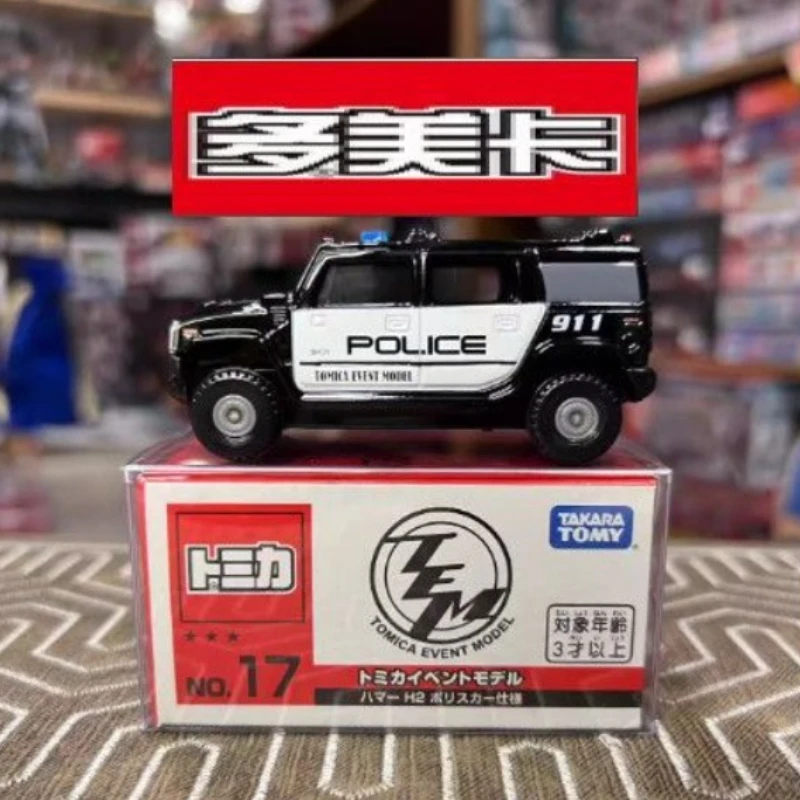 多美卡
911
POLICE
TOMICA EVENT MODEL
トミカ
TEM
TOMICA EVENT MODEL
TAKARA
TOMY
対象年齢
3才以上
NO. 17
トミカイベントモデル
ハマー H2 ポリスカー仕様